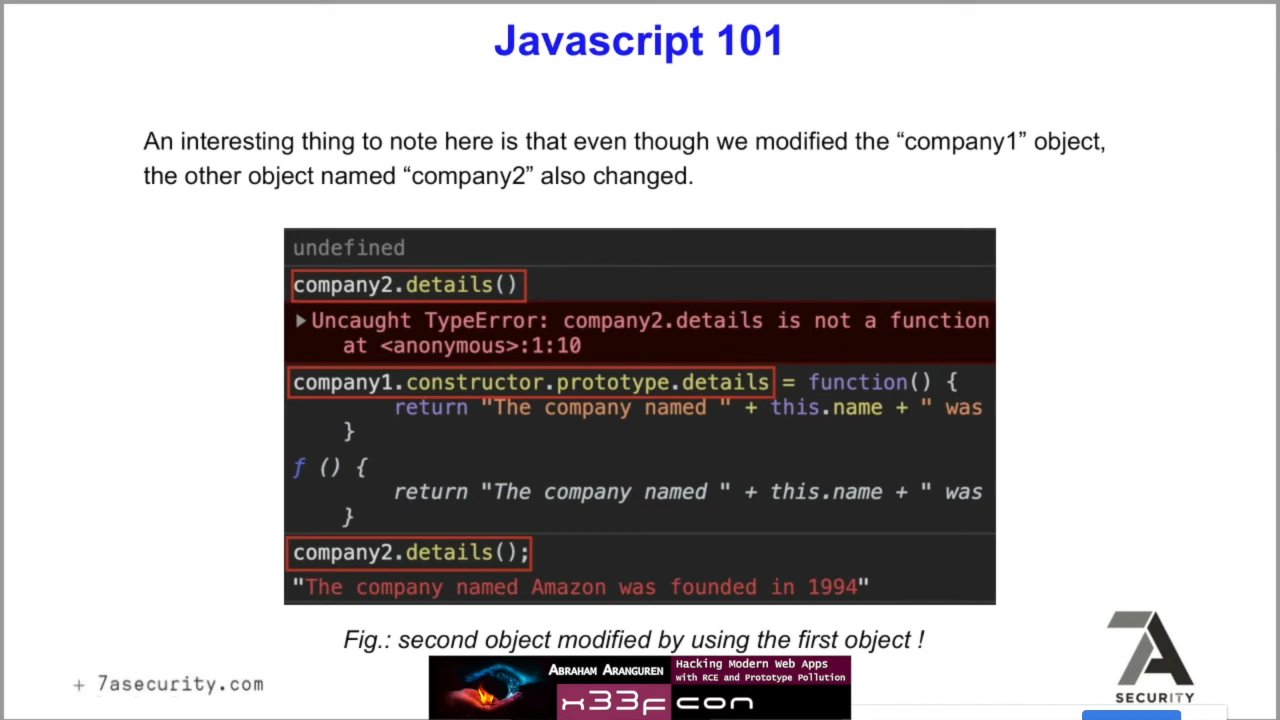 Javascript 101
An interesting thing to note here is that even though we modified the “company1” object,
the other object named “company2” also changed.
undefined
company2.details()
Uncaught TypeError: company2.details is not a function
at <anonymous>:1:10
company1.constructor.prototype.details = function() {
return "The company named " + this.name + " was
}
ƒ () {
return "The company named " + this.name + " was
}
company2.details();
"The company named Amazon was founded in 1994"
Fig.: second object modified by using the first object !
+ 7asecurity.com
ABRAHAM ARANGUREN
Hacking Modern Web Apps
with RCE and Prototype Pollution
x33fcon
7A
SECURITY